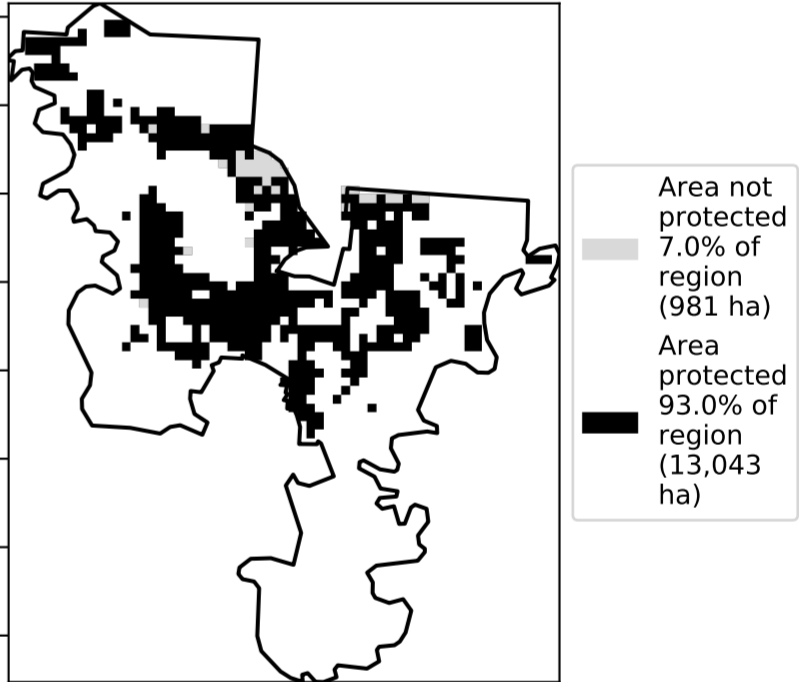 Area not
protected
7.0% of
region
(981 ha)
Area
protected
93.0% of
region
(13,043
ha)